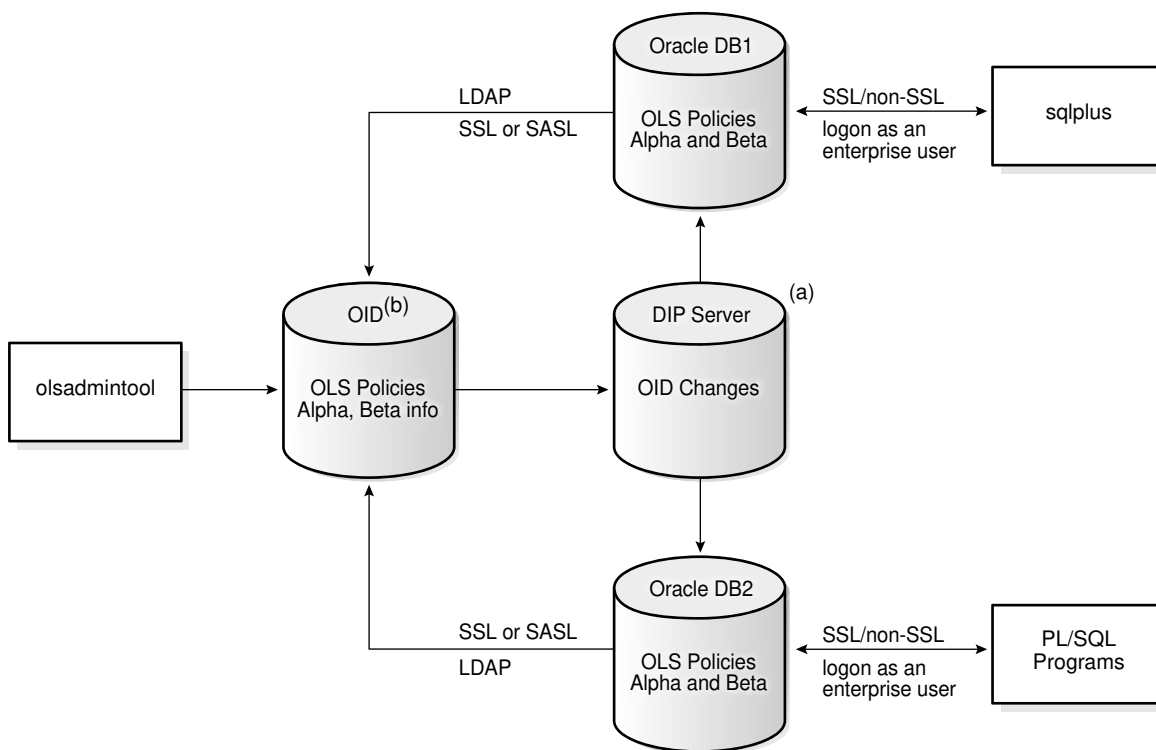 Oracle DB1
OLS Policies
Alpha and Beta
LDAP
SSL or SASL
SSL/non-SSL
logon as an
enterprise user
sqlplus
olsadmintool
OID(b)
OLS Policies
Alpha, Beta info
DIP Server
(a)
OID Changes
Oracle DB2
OLS Policies
Alpha and Beta
SSL or SASL
LDAP
SSL/non-SSL
logon as an
enterprise user
PL/SQL
Programs